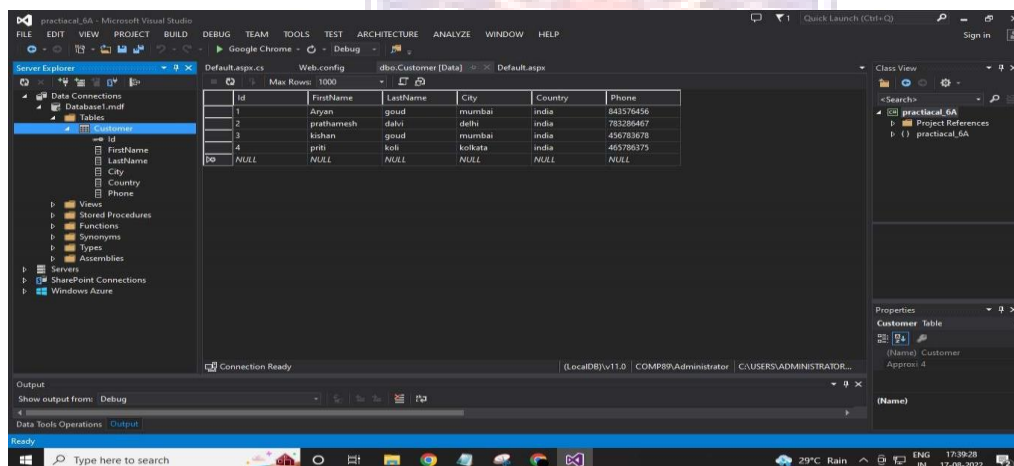 practiacal_6A - Microsoft Visual Studio
1 Quick Launch (Ctrl+Q)
FILE EDIT VIEW PROJECT BUILD DEBUG TEAM TOOLS TEST ARCHITECTURE ANALYZE WINDOW HELP Sign in
Google Chrome Debug
Server Explorer
Default.aspx.cs Web.config dbo.Customer [Data] Default.aspx
Class View
Max Rows: 1000
Data Connections
Database1.mdf
Tables
Customer
Id
FirstName
LastName
City
Country
Phone
Views
Stored Procedures
Functions
Synonyms
Types
Assemblies
Servers
SharePoint Connections
Windows Azure
Id FirstName LastName City Country Phone
1 Aryan goud mumbai india 843576456
2 prathamesh dalvi delhi india 783286467
3 kishan goud mumbai india 456783678
4 priti koli kolkata india 465786375
NULL NULL NULL NULL NULL NULL
<Search>
practiacal_6A
Project References
{ } practiacal_6A
Properties
Customer Table
(Name) Customer
Approxi 4
(Name)
Connection Ready (LocalDB)\v11.0 COMP89\Administrator C:\USERS\ADMINISTRATOR...
Output
Show output from: Debug
Data Tools Operations Output
Ready
Type here to search
29°C Rain ENG 17:39:28
IN 17-08-2022